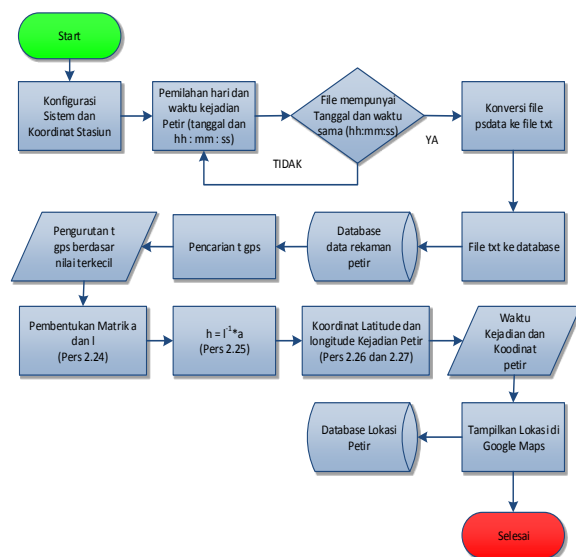 Start
Konfigurasi
Sistem dan
Koordinat Stasiun
Pemilahan hari dan
waktu kejadian
Petir (tanggal dan
hh : mm : ss)
File mempunyai
Tanggal dan waktu
sama (hh:mm:ss)
YA
TIDAK
Konversi file
psdata ke file txt
File txt ke database
Database
data rekaman
petir
Pencarian t gps
Pengurutan t
gps berdasar
nilai terkecil
Pembentukan Matrik a
dan l
(Pers 2.24)
h = l⁻¹*a
(Pers 2.25)
Koordinat Latitude dan
longitude Kejadian Petir
(Pers 2.26 dan 2.27)
Waktu
Kejadian dan
Koodinat
petir
Tampilkan Lokasi di
Google Maps
Database Lokasi
Petir
Selesai